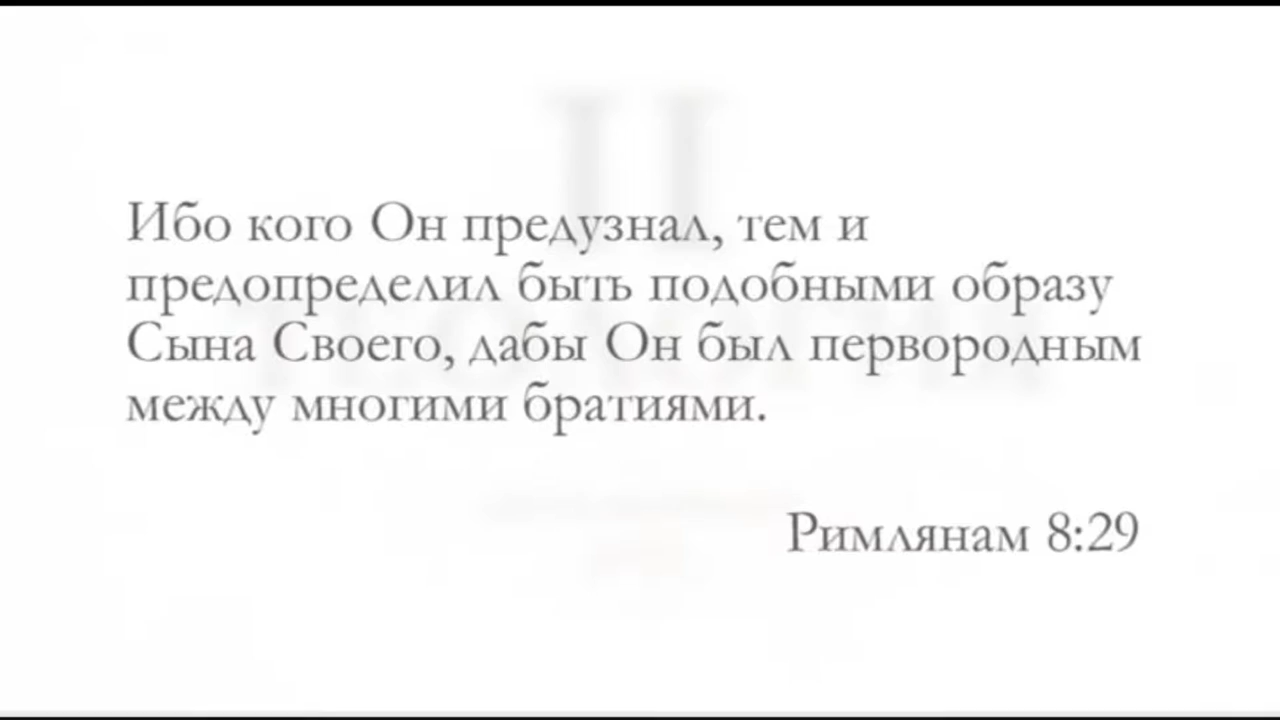 Ибо кого Он предузнал, тем и
предопределил быть подобными образу
Сына Своего, дабы Он был первородным
между многими братиями.
Римлянам 8:29